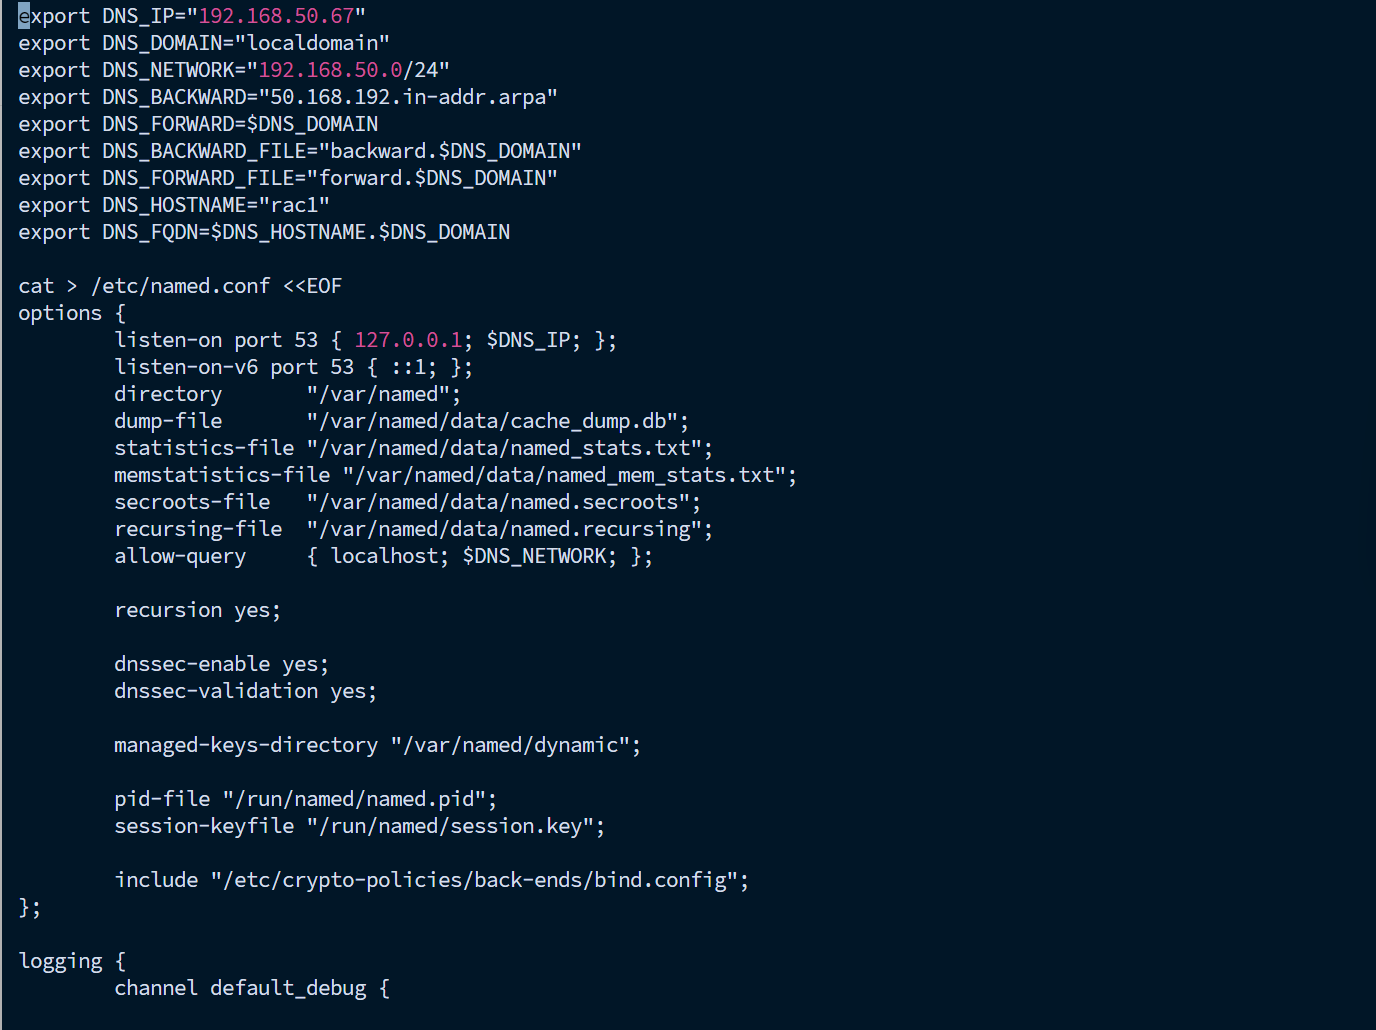 export DNS_IP="192.168.50.67"
export DNS_DOMAIN="localdomain"
export DNS_NETWORK="192.168.50.0/24"
export DNS_BACKWARD="50.168.192.in-addr.arpa"
export DNS_FORWARD=$DNS_DOMAIN
export DNS_BACKWARD_FILE="backward.$DNS_DOMAIN"
export DNS_FORWARD_FILE="forward.$DNS_DOMAIN"
export DNS_HOSTNAME="rac1"
export DNS_FQDN=$DNS_HOSTNAME.$DNS_DOMAIN

cat > /etc/named.conf <<EOF
options {
        listen-on port 53 { 127.0.0.1; $DNS_IP; };
        listen-on-v6 port 53 { ::1; };
        directory       "/var/named";
        dump-file       "/var/named/data/cache_dump.db";
        statistics-file "/var/named/data/named_stats.txt";
        memstatistics-file "/var/named/data/named_mem_stats.txt";
        secroots-file   "/var/named/data/named.secroots";
        recursing-file  "/var/named/data/named.recursing";
        allow-query     { localhost; $DNS_NETWORK; };

        recursion yes;

        dnssec-enable yes;
        dnssec-validation yes;

        managed-keys-directory "/var/named/dynamic";

        pid-file "/run/named/named.pid";
        session-keyfile "/run/named/session.key";

        include "/etc/crypto-policies/back-ends/bind.config";
};

logging {
        channel default_debug {